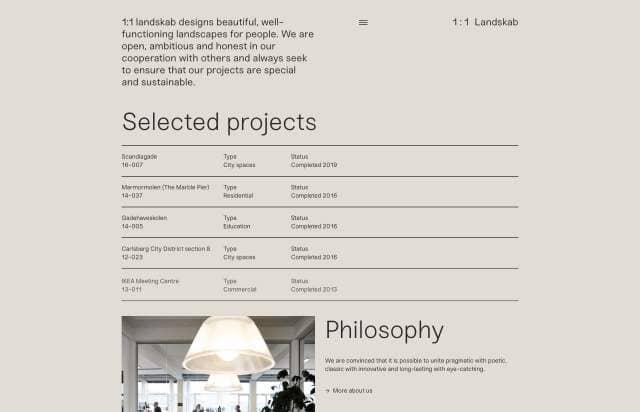 1:1 landskab designs beautiful, well-
functioning landscapes for people. We are
open, ambitious and honest in our
cooperation with others and always seek
to ensure that our projects are special
and sustainable.
1:1 Landskab
Selected projects
Scandiagade Type Status
16-007 City spaces Completed 2019
Marmormolen (The Marble Pier) Type Status
14-037 Residential Completed 2016
Gadehaveskolen Type Status
14-005 Education Completed 2016
Carlsberg City District section 8 Type Status
12-023 City spaces Completed 2016
IKEA Meeting Centre Type Status
13-011 Commercial Completed 2013
Philosophy
We are convinced that it is possible to unite pragmatic with poetic,
classic with innovative and long-lasting with eye-catching.
→ More about us